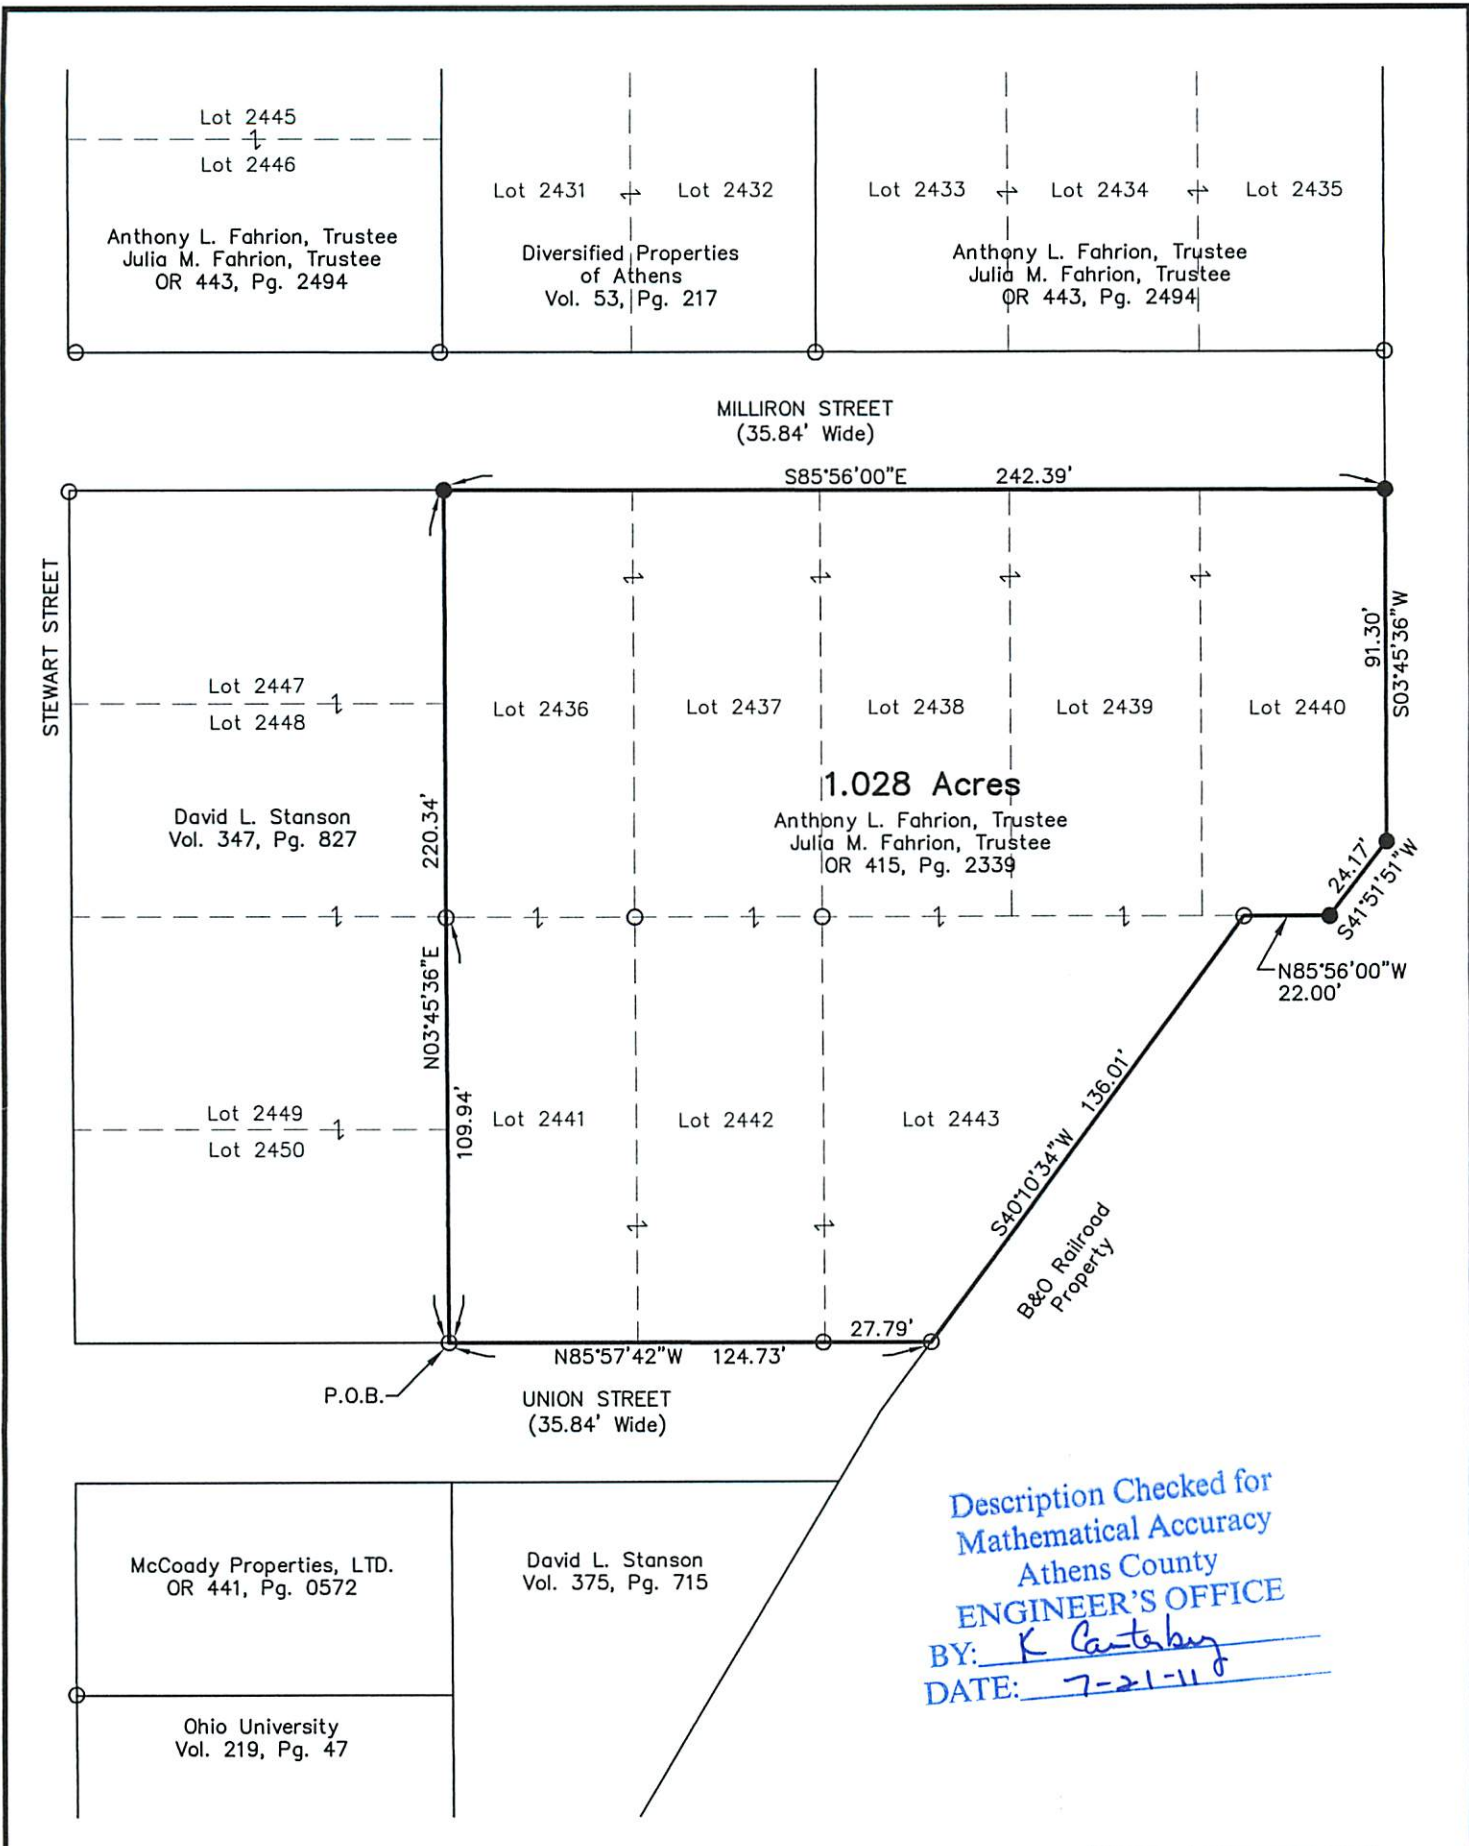 Lot 2445
Lot 2446
Anthony L. Fahrion, Trustee
Julia M. Fahrion, Trustee
OR 443, Pg. 2494
Lot 2431
Lot 2432
Diversified Properties
of Athens
Vol. 53, Pg. 217
Lot 2433
Lot 2434
Lot 2435
Anthony L. Fahrion, Trustee
Julia M. Fahrion, Trustee
OR 443, Pg. 2494
MILLIRON STREET
(35.84' Wide)
S85°56'00"E 242.39'
STEWART STREET
Lot 2447
Lot 2448
David L. Stanson
Vol. 347, Pg. 827
220.34'
N03°45'36"E
109.94'
Lot 2436
Lot 2437
Lot 2438
Lot 2439
Lot 2440
1.028 Acres
Anthony L. Fahrion, Trustee
Julia M. Fahrion, Trustee
OR 415, Pg. 2339
91.30'
S03°45'36"W
24.17'
S41°51'51"W
N85°56'00"W
22.00'
Lot 2449
Lot 2450
Lot 2441
Lot 2442
Lot 2443
S40°10'34"W 136.01'
B&O Railroad
Property
27.79'
N85°57'42"W 124.73'
P.O.B.
UNION STREET
(35.84' Wide)
McCoady Properties, LTD.
OR 441, Pg. 0572
David L. Stanson
Vol. 375, Pg. 715
Ohio University
Vol. 219, Pg. 47
Description Checked for
Mathematical Accuracy
Athens County
ENGINEER'S OFFICE
BY: K Canterbury
DATE: 7-21-11